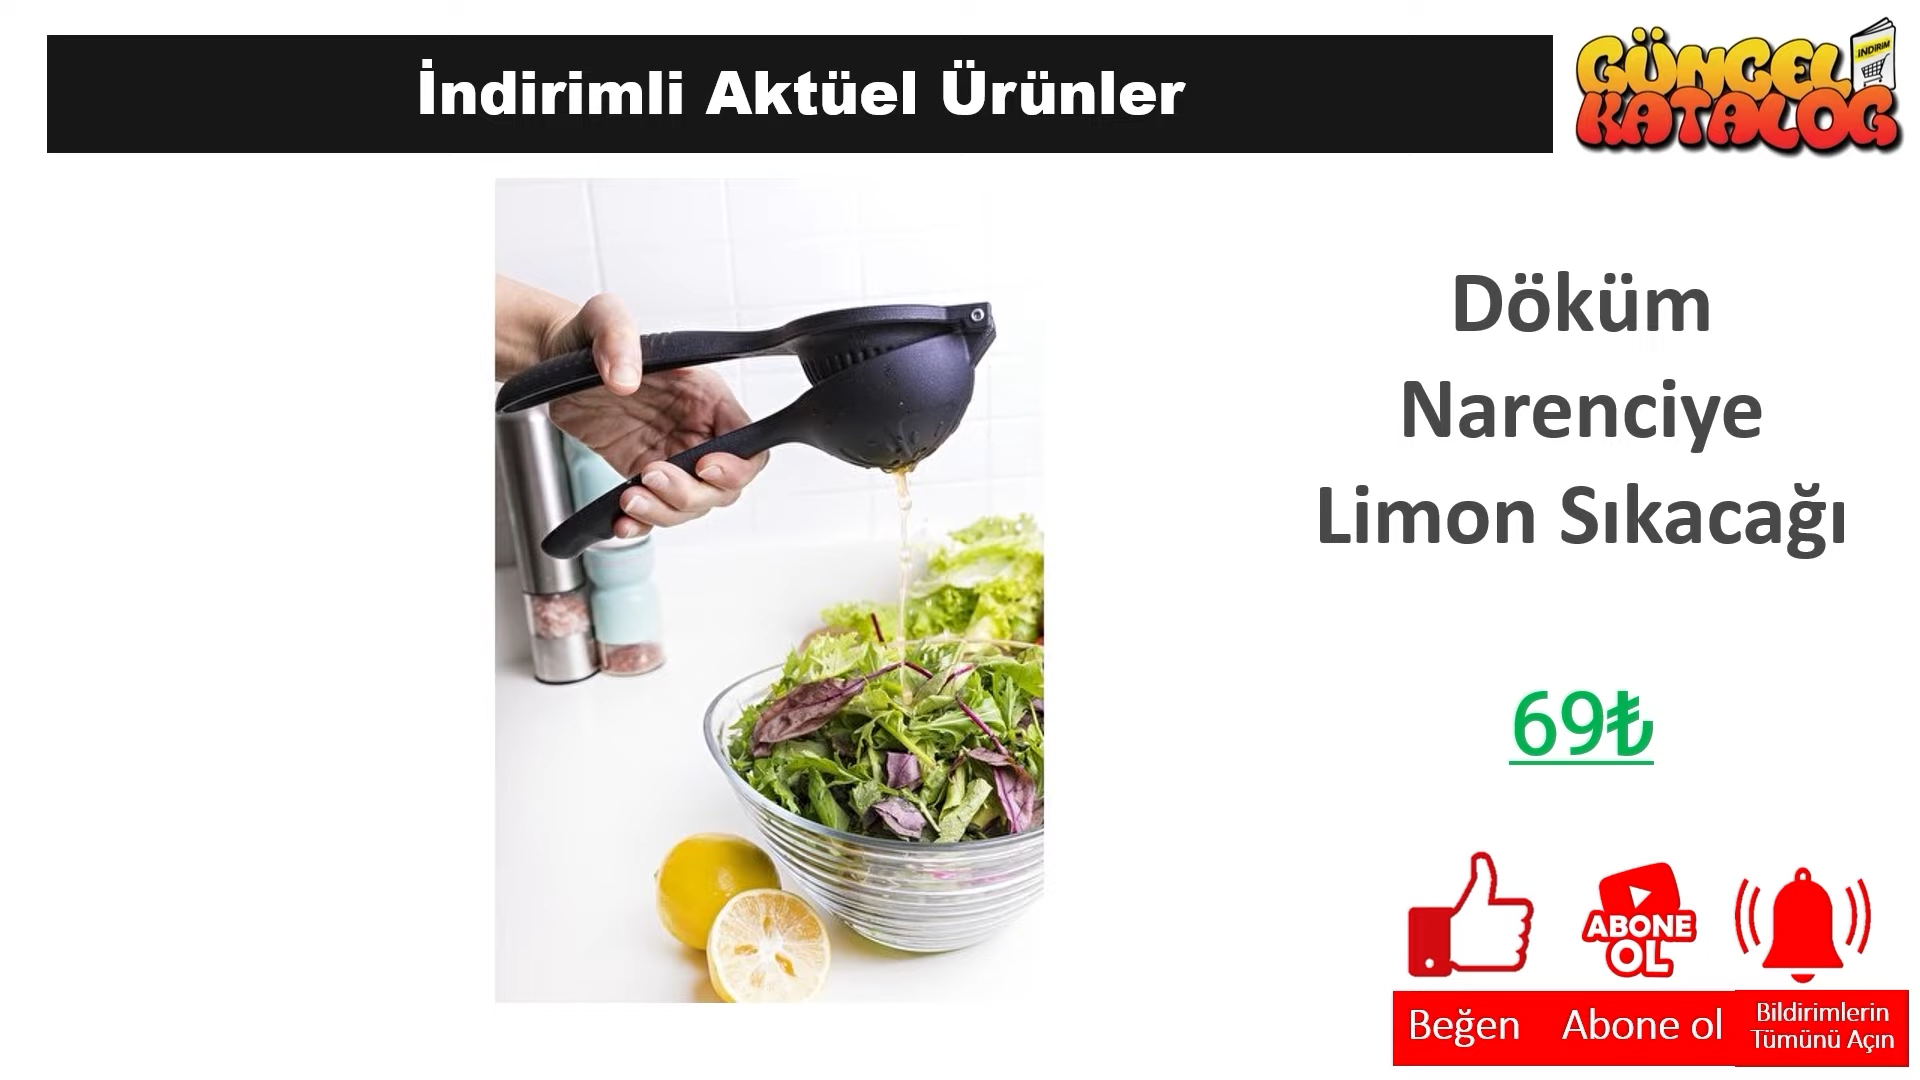 İndirimli Aktüel Ürünler
GÜNCEL
KATALOG
İNDİRİM
Döküm
Narenciye
Limon Sıkacağı
69₺
ABONE
OL
Beğen
Abone ol
Bildirimlerin
Tümünü Açın